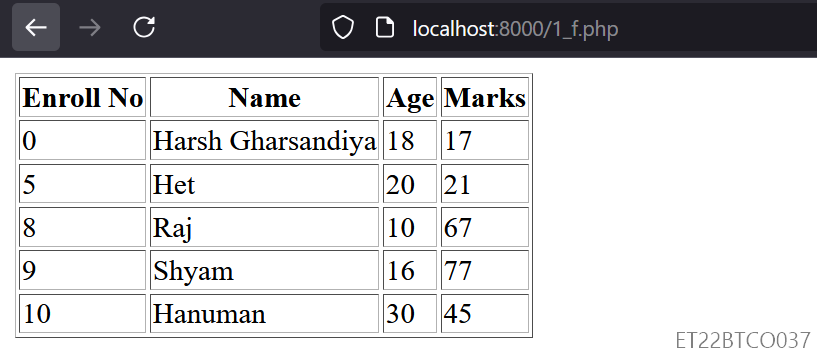 localhost:8000/1_f.php
Enroll No Name Age Marks
0 Harsh Gharsandiya 18 17
5 Het 20 21
8 Raj 10 67
9 Shyam 16 77
10 Hanuman 30 45
ET22BTCO037